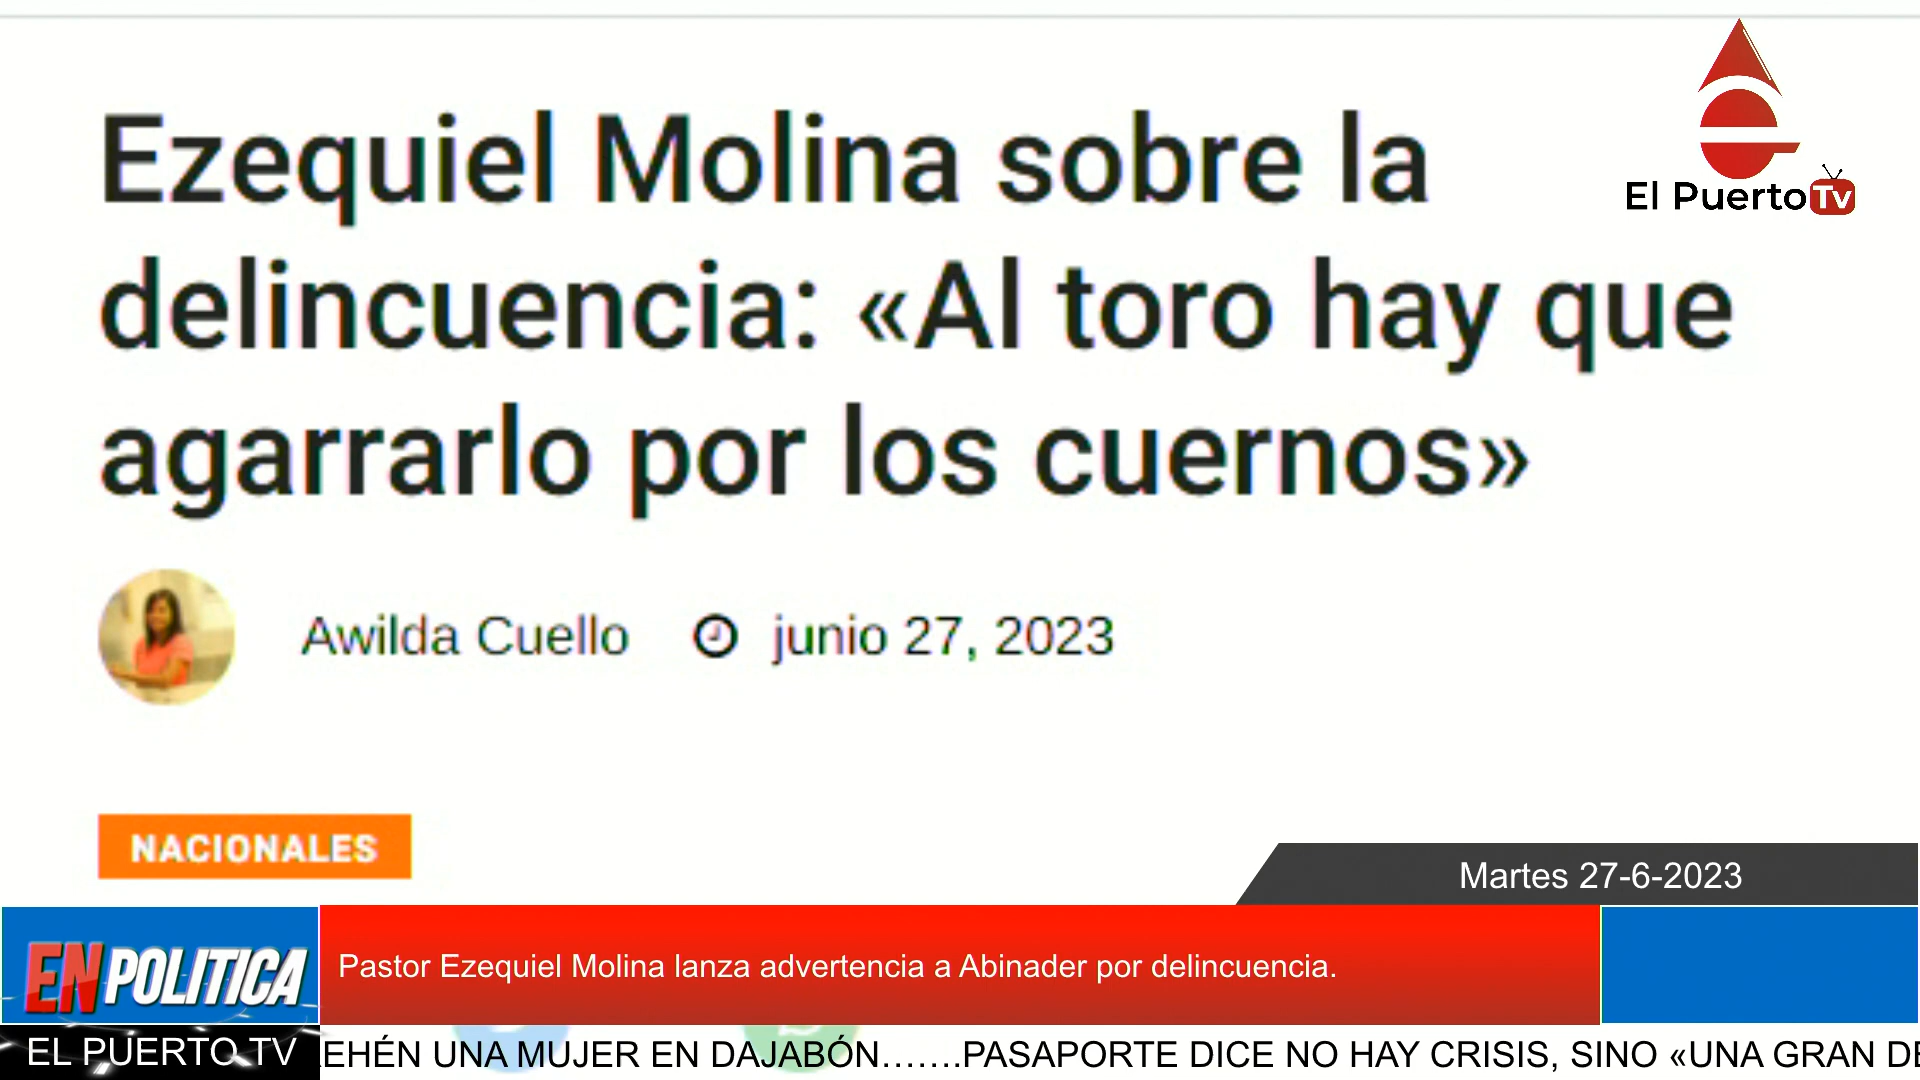 Ezequiel Molina sobre la
delincuencia: «Al toro hay que
agarrarlo por los cuernos»
El Puerto Tv
Awilda Cuello junio 27, 2023
NACIONALES
Martes 27-6-2023
EN POLITICA
Pastor Ezequiel Molina lanza advertencia a Abinader por delincuencia.
EL PUERTO TV
EHÉN UNA MUJER EN DAJABÓN.......PASAPORTE DICE NO HAY CRISIS, SINO «UNA GRAN DE